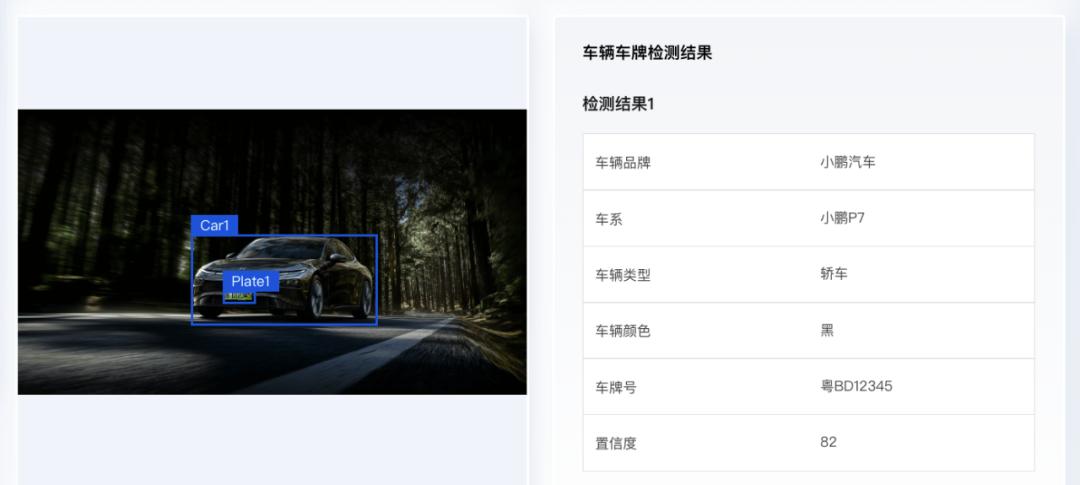 Car1
Plate1
车辆车牌检测结果
检测结果1
车辆品牌 小鹏汽车
车系 小鹏P7
车辆类型 轿车
车辆颜色 黑
车牌号 粤BD12345
置信度 82